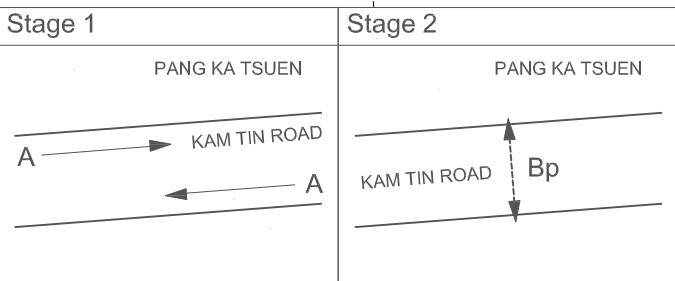 Stage 1
PANG KA TSUEN
KAM TIN ROAD
A
A
Stage 2
PANG KA TSUEN
KAM TIN ROAD
Bp